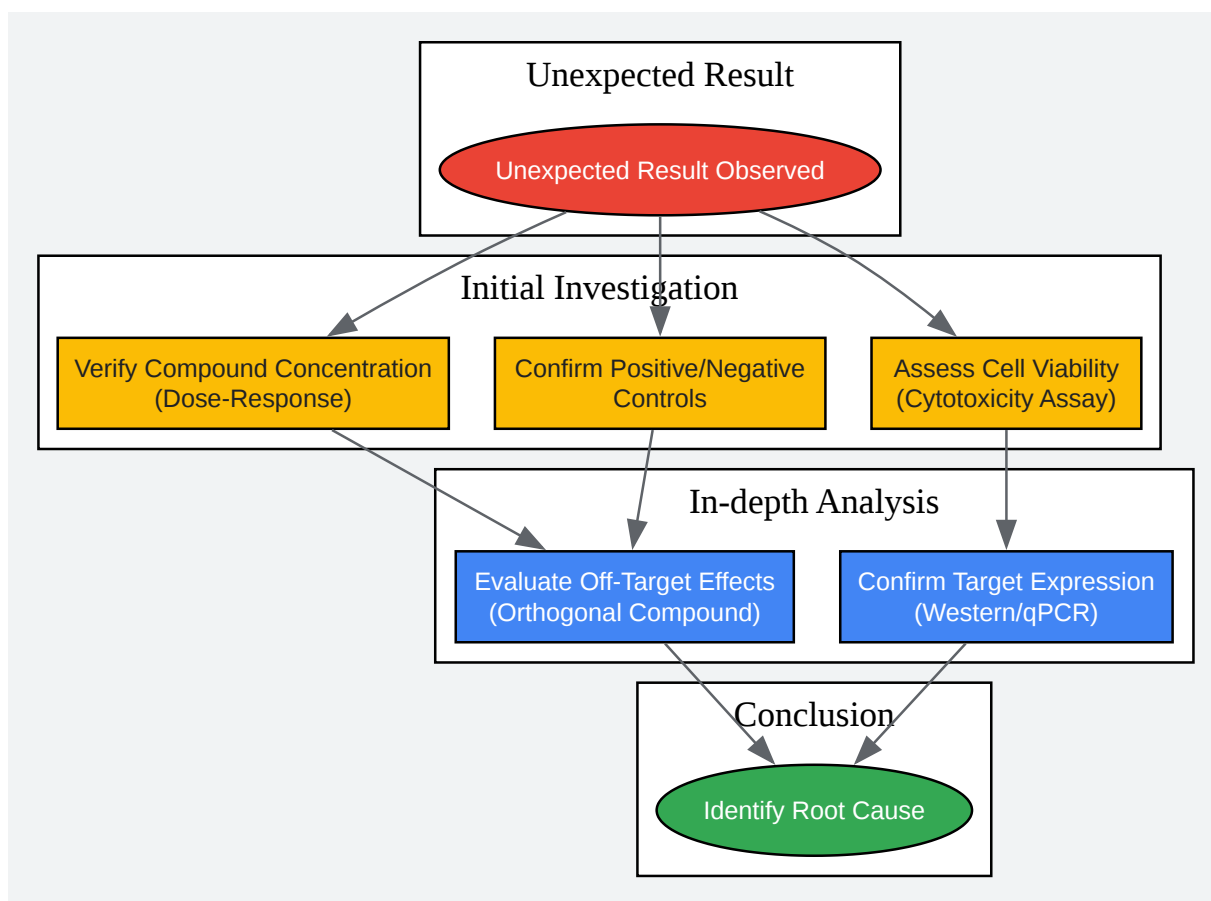 Unexpected Result
Unexpected Result Observed
Initial Investigation
Verify Compound Concentration
(Dose-Response)
Confirm Positive/Negative
Controls
Assess Cell Viability
(Cytotoxicity Assay)
In-depth Analysis
Evaluate Off-Target Effects
(Orthogonal Compound)
Confirm Target Expression
(Western/qPCR)
Conclusion
Identify Root Cause